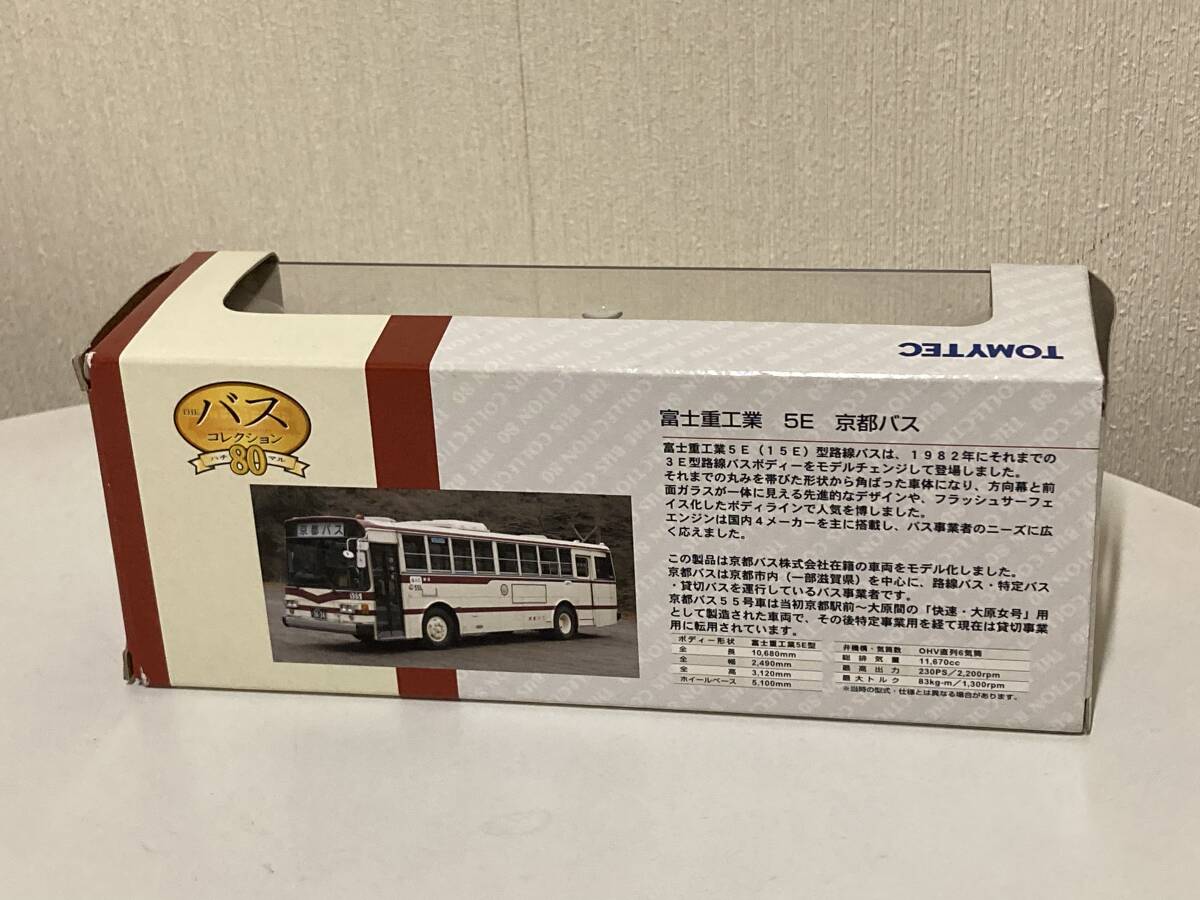 TOMYTEC
THE バス
コレクション
ハチ 80 マル
富士重工業 5E 京都バス
富士重工業5E(15E)型路線バスは、1982年にそれまでの
3E型路線バスボディーをモデルチェンジして登場しました。
それまでの丸みを帯びた形状から角ばった車体になり、方向幕と前
面ガラスが一体に見える先進的なデザインや、フラッシュサーフェ
イス化したボディラインで人気を博しました。
エンジンは国内4メーカーを主に搭載し、バス事業者のニーズに広
く応えました。
この製品は京都バス株式会社在籍の車両をモデル化しました。
京都バスは京都市内(一部滋賀県)を中心に、路線バス・特定バス
・貸切バスを運行しているバス事業者です。
京都バス55号車は当初京都駅前~大原間の「快速・大原女号」用
として製造された車両で、その後特定事業用を経て現在は貸切事業
用に転用されています。
ボディー形状 富士重工業5E型
全長 10,680mm
全幅 2,490mm
全高 3,120mm
ホイールベース 5,100mm
弁機構・気筒数 OHV直列6気筒
総排気量 11,670cc
最高出力 230PS/2,200rpm
最大トルク 83kg-m/1,300rpm
※当時の型式・仕様とは異なる場合があります。
京都バス